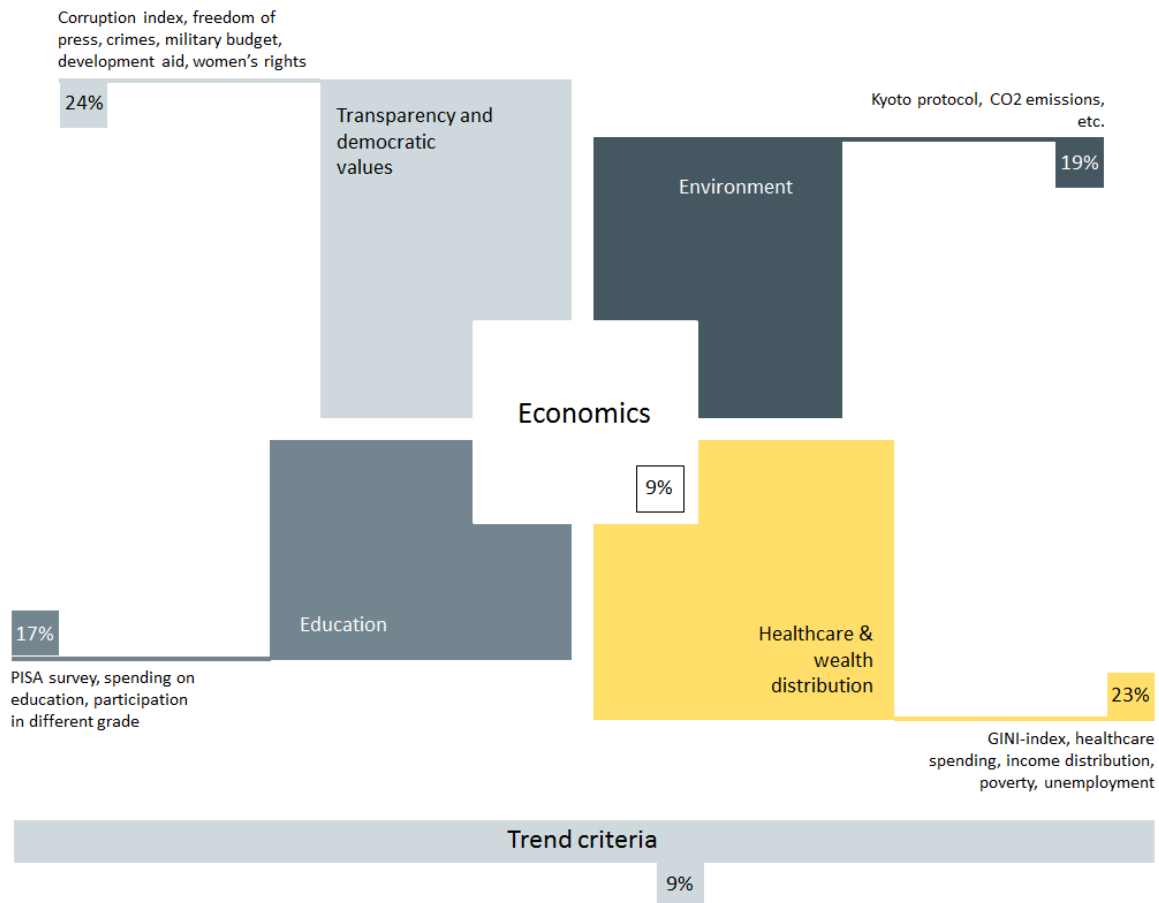 Corruption index, freedom of
press, crimes, military budget,
development aid, women's rights
24%
Transparency and
democratic
values
Kyoto protocol, CO2 emissions,
etc.
19%
Environment
Economics
9%
Education
17%
PISA survey, spending on
education, participation
in different grade
Healthcare &
wealth
distribution
23%
GINI-index, healthcare
spending, income distribution,
poverty, unemployment
Trend criteria
9%